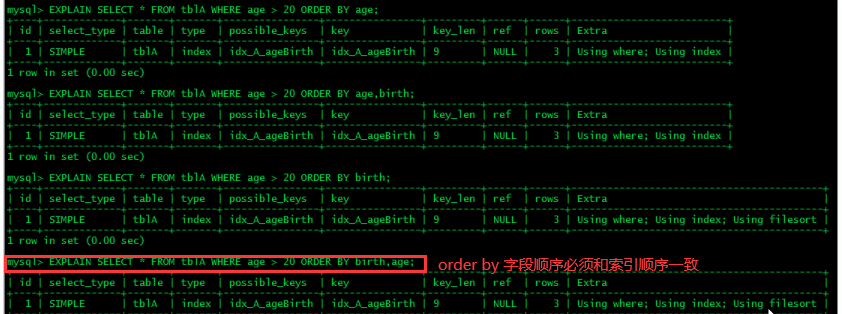 mysql> EXPLAIN SELECT * FROM tblA WHERE age > 20 ORDER BY age;
| id | select_type | table | type | possible_keys | key | key_len | ref | rows | Extra |
| 1 | SIMPLE | tblA | index | idx_A_ageBirth | idx_A_ageBirth | 9 | NULL | 3 | Using where; Using index |
1 row in set (0.00 sec)
mysql> EXPLAIN SELECT * FROM tblA WHERE age > 20 ORDER BY age,birth;
| id | select_type | table | type | possible_keys | key | key_len | ref | rows | Extra |
| 1 | SIMPLE | tblA | index | idx_A_ageBirth | idx_A_ageBirth | 9 | NULL | 3 | Using where; Using index |
1 row in set (0.00 sec)
mysql> EXPLAIN SELECT * FROM tblA WHERE age > 20 ORDER BY birth;
| id | select_type | table | type | possible_keys | key | key_len | ref | rows | Extra |
| 1 | SIMPLE | tblA | index | idx_A_ageBirth | idx_A_ageBirth | 9 | NULL | 3 | Using where; Using index; Using filesort |
1 row in set (0.00 sec)
mysql> EXPLAIN SELECT * FROM tblA WHERE age > 20 ORDER BY birth,age; order by 字段顺序必须和索引顺序一致
| id | select_type | table | type | possible_keys | key | key_len | ref | rows | Extra |
| 1 | SIMPLE | tblA | index | idx_A_ageBirth | idx_A_ageBirth | 9 | NULL | 3 | Using where; Using index; Using filesort |